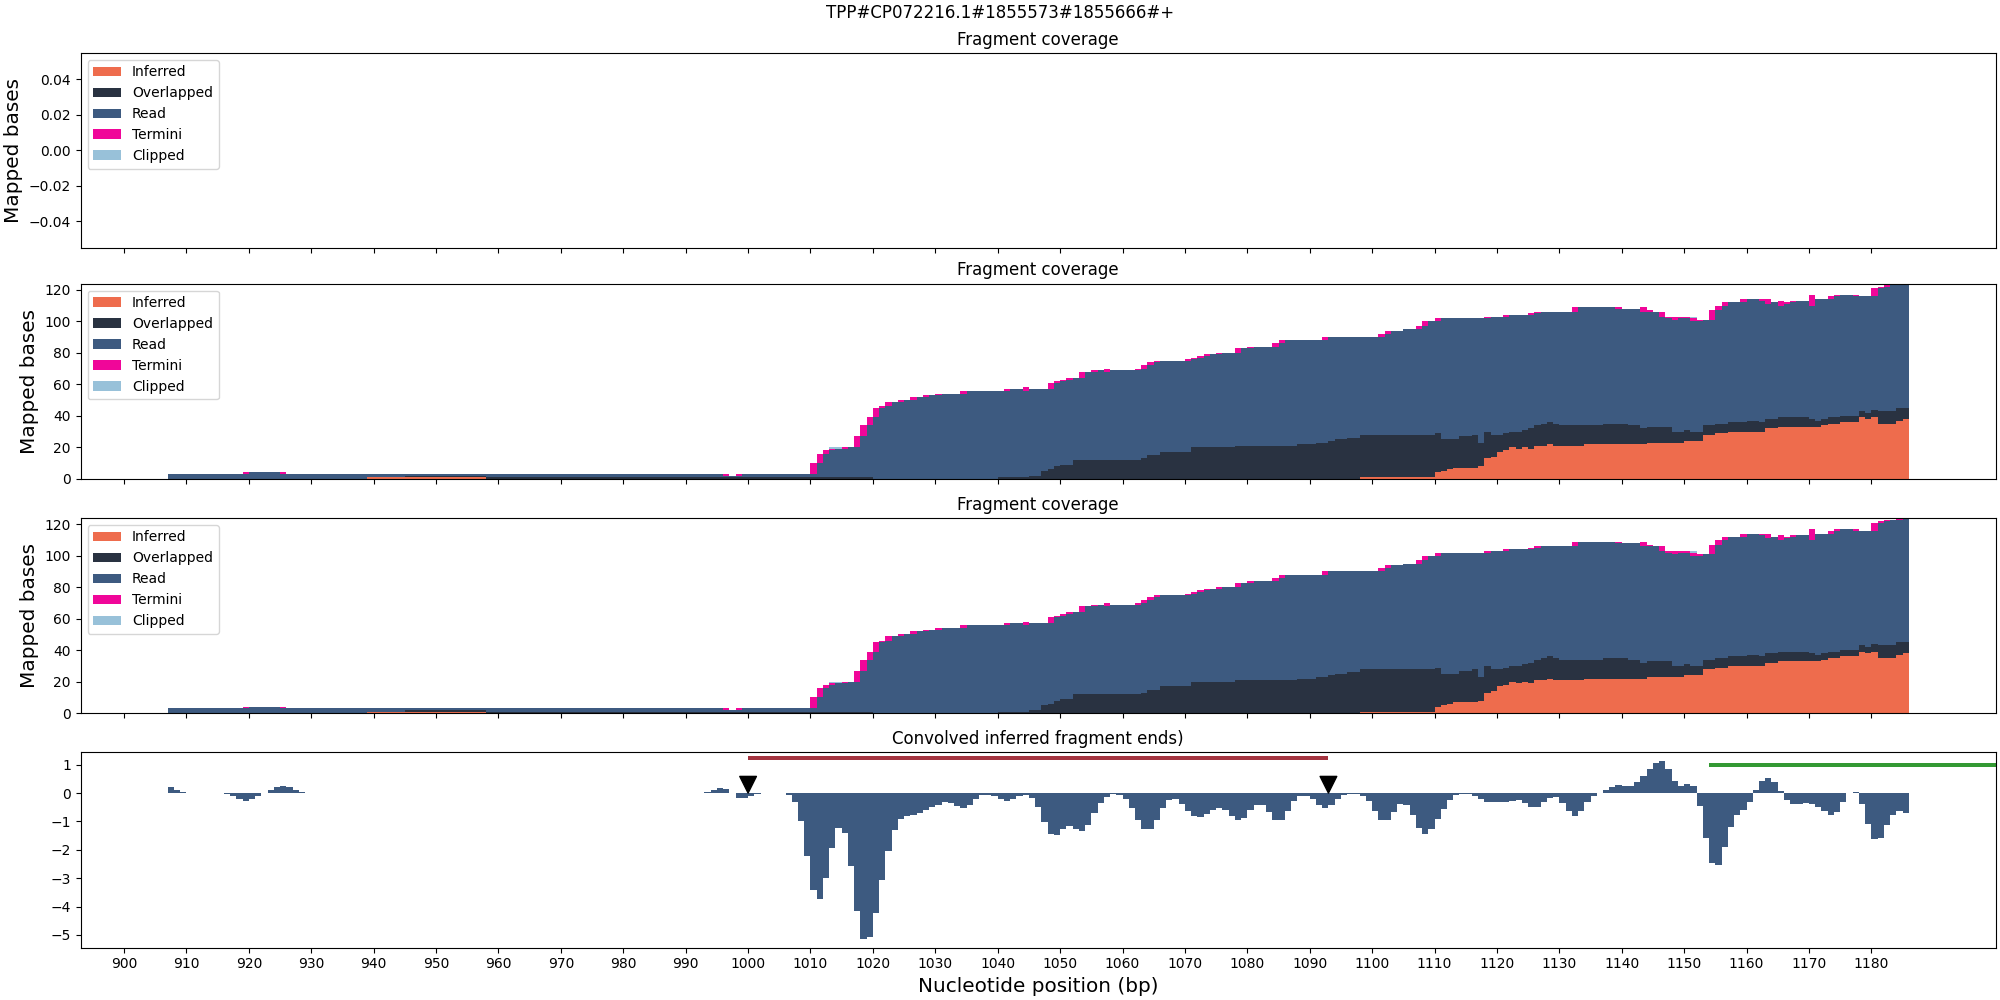 TPP#CP072216.1#1855573#1855666#+
Fragment coverage
Mapped bases
0.04
0.02
0.00
−0.02
−0.04
Inferred
Overlapped
Read
Termini
Clipped
Fragment coverage
Mapped bases
120
100
80
60
40
20
0
Inferred
Overlapped
Read
Termini
Clipped
Fragment coverage
Mapped bases
120
100
80
60
40
20
0
Inferred
Overlapped
Read
Termini
Clipped
Convolved inferred fragment ends)
1
0
−1
−2
−3
−4
−5
900 910 920 930 940 950 960 970 980 990 1000 1010 1020 1030 1040 1050 1060 1070 1080 1090 1100 1110 1120 1130 1140 1150 1160 1170 1180
Nucleotide position (bp)